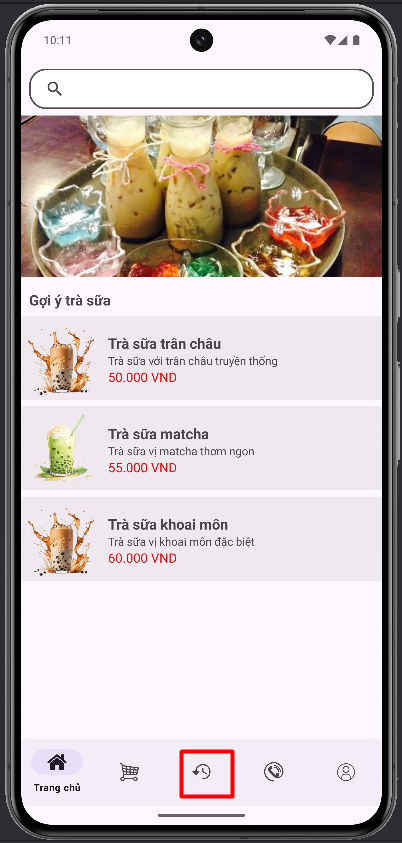 10:11
Gợi ý trà sữa
Trà sữa trân châu
Trà sữa với trân châu truyền thống
50.000 VND
Trà sữa matcha
Trà sữa vị matcha thơm ngon
55.000 VND
Trà sữa khoai môn
Trà sữa vị khoai môn đặc biệt
60.000 VND
Trang chủ